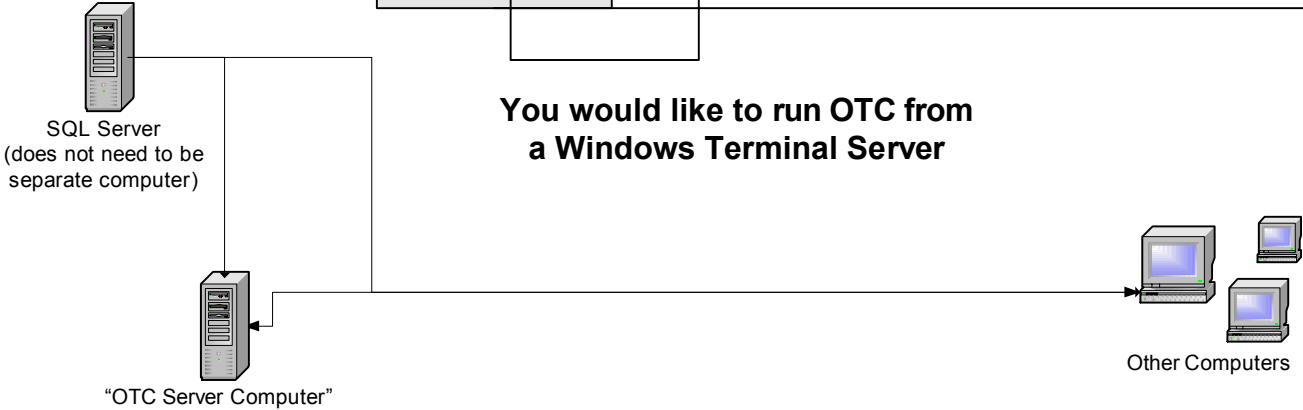 SQL Server
(does not need to be
separate computer)
You would like to run OTC from
a Windows Terminal Server
Other Computers
“OTC Server Computer”